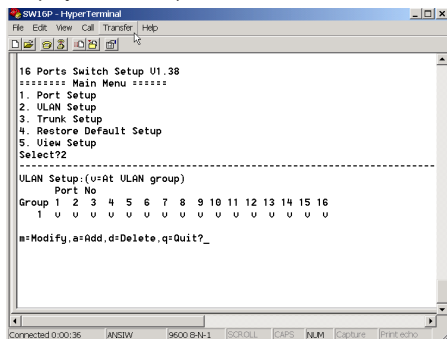 SW16P - HyperTerminal
File Edit View Call Transfer Help
16 Ports Switch Setup V1.38
======== Main Menu ======
1. Port Setup
2. VLAN Setup
3. Trunk Setup
4. Restore Default Setup
5. View Setup
Select?2
--------------------------------------------------------------
VLAN Setup:(v=At VLAN group)
Port No
Group 1 2 3 4 5 6 7 8 9 10 11 12 13 14 15 16
1 v v v v v v v v v v v v v v v v
m=Modify,a=Add,d=Delete,q=Quit?_
Connected 0:00:36 ANSIW 9600 8-N-1 SCROLL CAPS NUM Capture Print echo